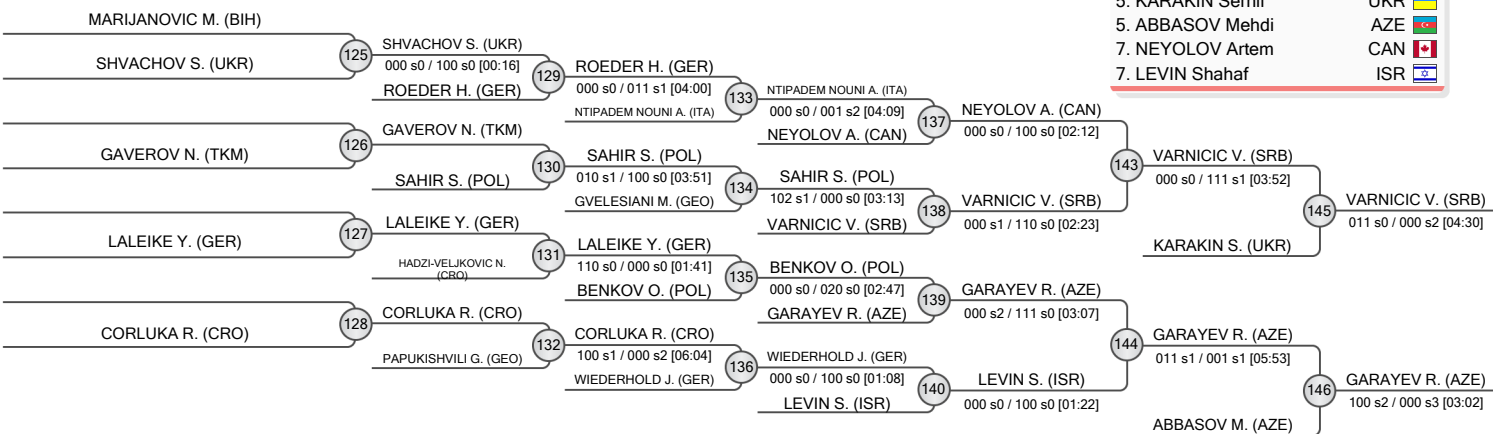 5. KARAKIN Semil UKR
5. ABBASOV Mehdi AZE
7. NEYOLOV Artem CAN
7. LEVIN Shahaf ISR
MARIJANOVIC M. (BIH)
SHVACHOV S. (UKR)
125
GAVEROV N. (TKM)
126
LALEIKE Y. (GER)
127
CORLUKA R. (CRO)
128
SHVACHOV S. (UKR)
000 s0 / 100 s0 [00:16]
ROEDER H. (GER)
129
GAVEROV N. (TKM)
SAHIR S. (POL)
130
LALEIKE Y. (GER)
HADZI-VELJKOVIC N.
(CRO)
131
CORLUKA R. (CRO)
PAPUKISHVILI G. (GEO)
132
ROEDER H. (GER)
000 s0 / 011 s1 [04:00]
NTIPADEM NOUNI A. (ITA)
133
SAHIR S. (POL)
010 s1 / 100 s0 [03:51]
GVELESIANI M. (GEO)
134
LALEIKE Y. (GER)
110 s0 / 000 s0 [01:41]
BENKOV O. (POL)
135
CORLUKA R. (CRO)
100 s1 / 000 s2 [06:04]
WIEDERHOLD J. (GER)
136
NTIPADEM NOUNI A. (ITA)
000 s0 / 001 s2 [04:09]
NEYOLOV A. (CAN)
137
SAHIR S. (POL)
102 s1 / 000 s0 [03:13]
VARNICIC V. (SRB)
138
BENKOV O. (POL)
000 s0 / 020 s0 [02:47]
GARAYEV R. (AZE)
139
WIEDERHOLD J. (GER)
000 s0 / 100 s0 [01:08]
LEVIN S. (ISR)
140
NEYOLOV A. (CAN)
000 s0 / 100 s0 [02:12]
VARNICIC V. (SRB)
000 s1 / 110 s0 [02:23]
143
GARAYEV R. (AZE)
000 s2 / 111 s0 [03:07]
LEVIN S. (ISR)
000 s0 / 100 s0 [01:22]
144
VARNICIC V. (SRB)
000 s0 / 111 s1 [03:52]
KARAKIN S. (UKR)
145
GARAYEV R. (AZE)
011 s1 / 001 s1 [05:53]
ABBASOV M. (AZE)
146
VARNICIC V. (SRB)
011 s0 / 000 s2 [04:30]
GARAYEV R. (AZE)
100 s2 / 000 s3 [03:02]